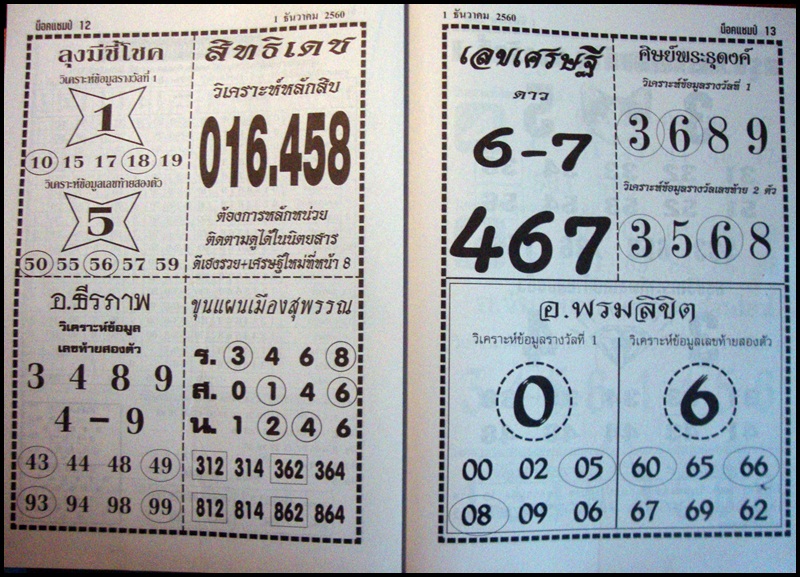 น็อคแชมป์ 12
1 ธันวาคม 2560
ลุงมีชี้โชค
วิเคราะห์ข้อมูลรางวัลที่ 1
1
10 15 17 18 19
วิเคราะห์ข้อมูลเลขท้ายสองตัว
5
50 55 56 57 59
สิทธิเดช
วิเคราะห์หลักสิบ
016.458
ต้องการหลักหน่วย
ติดตามดูได้ในนิตยสาร
ตีเฮงรวย+เศรษฐีใหม่ที่หน้า 8
อ.ธีรภาพ
วิเคราะห์ข้อมูล
เลขท้ายสองตัว
3 4 8 9
4 - 9
43 44 48 49
93 94 98 99
ขุนแผนเมืองสุพรรณ
ร. 3 4 6 8
ส. 0 1 4 6
น. 1 2 4 6
312 314 362 364
812 814 862 864
1 ธันวาคม 2560
น็อคแชมป์ 13
เลขเศรษฐี
ดาว
6-7
467
ศิษย์พระธุดงค์
วิเคราะห์ข้อมูลรางวัลที่ 1
3 6 8 9
วิเคราะห์ข้อมูลรางวัลเลขท้าย 2 ตัว
3 5 6 8
อ.พรมลิขิต
วิเคราะห์ข้อมูลรางวัลที่ 1
0
00 02 05
08 09 06
วิเคราะห์ข้อมูลเลขท้ายสองตัว
6
60 65 66
67 69 62